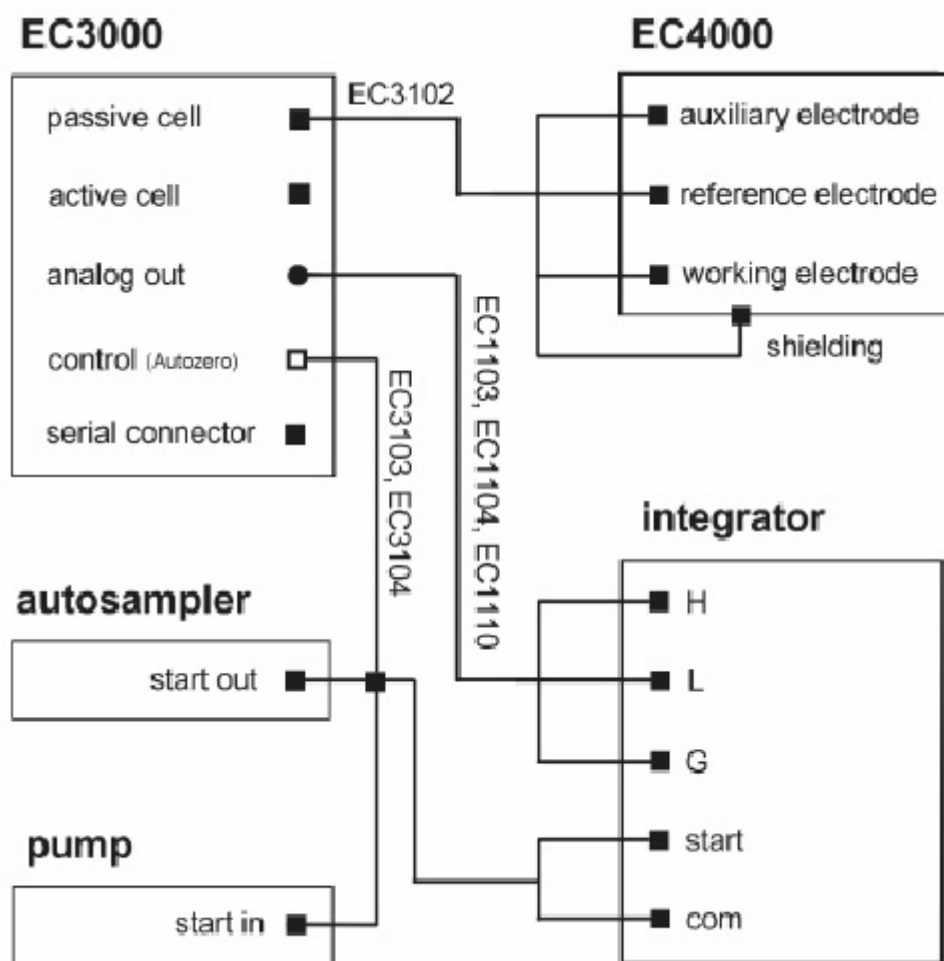 EC3000
passive cell
active cell
analog out
control (Autozero)
serial connector
EC3102
EC4000
auxiliary electrode
reference electrode
working electrode
shielding
EC3103, EC3104
EC1103, EC1104, EC1110
autosampler
start out
pump
start in
integrator
H
L
G
start
com